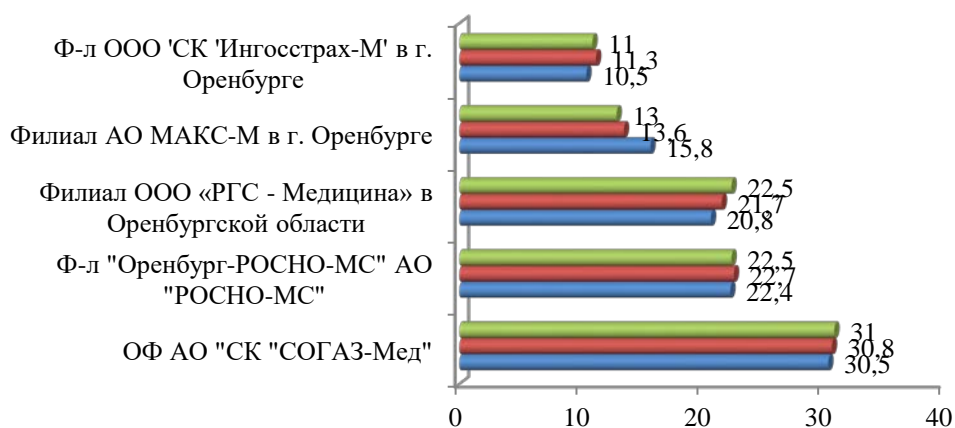 Ф-л ООО 'СК 'Ингосстрах-М' в г.
Оренбурге
11
11,3
10,5
Филиал АО МАКС-М в г. Оренбурге
13
13,6
15,8
Филиал ООО «РГС - Медицина» в
Оренбургской области
22,5
21,7
20,8
Ф-л "Оренбург-РОСНО-МС" АО
"РОСНО-МС"
22,5
22,7
22,4
ОФ АО "СК "СОГАЗ-Мед"
31
30,8
30,5
0 10 20 30 40